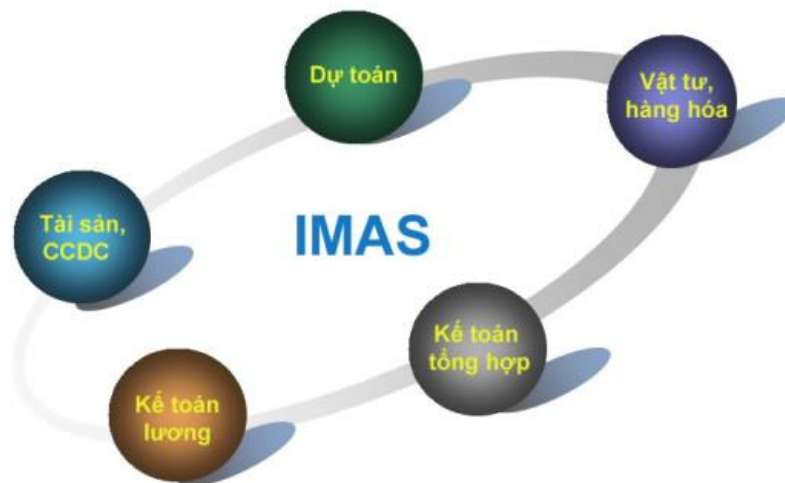 Dự toán
Vật tư,
hàng hóa
Tài sản,
CCDC
IMAS
Kế toán
tổng hợp
Kế toán
lương